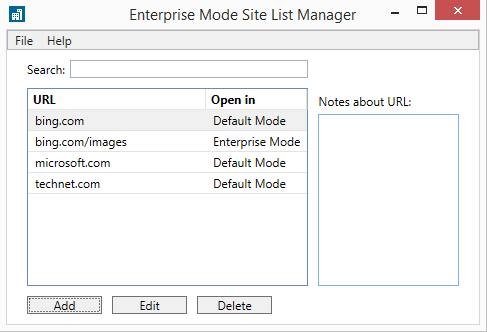 Enterprise Mode Site List Manager
File Help
Search:
URL Open in
Notes about URL:
bing.com Default Mode
bing.com/images Enterprise Mode
microsoft.com Default Mode
technet.com Default Mode
Add Edit Delete